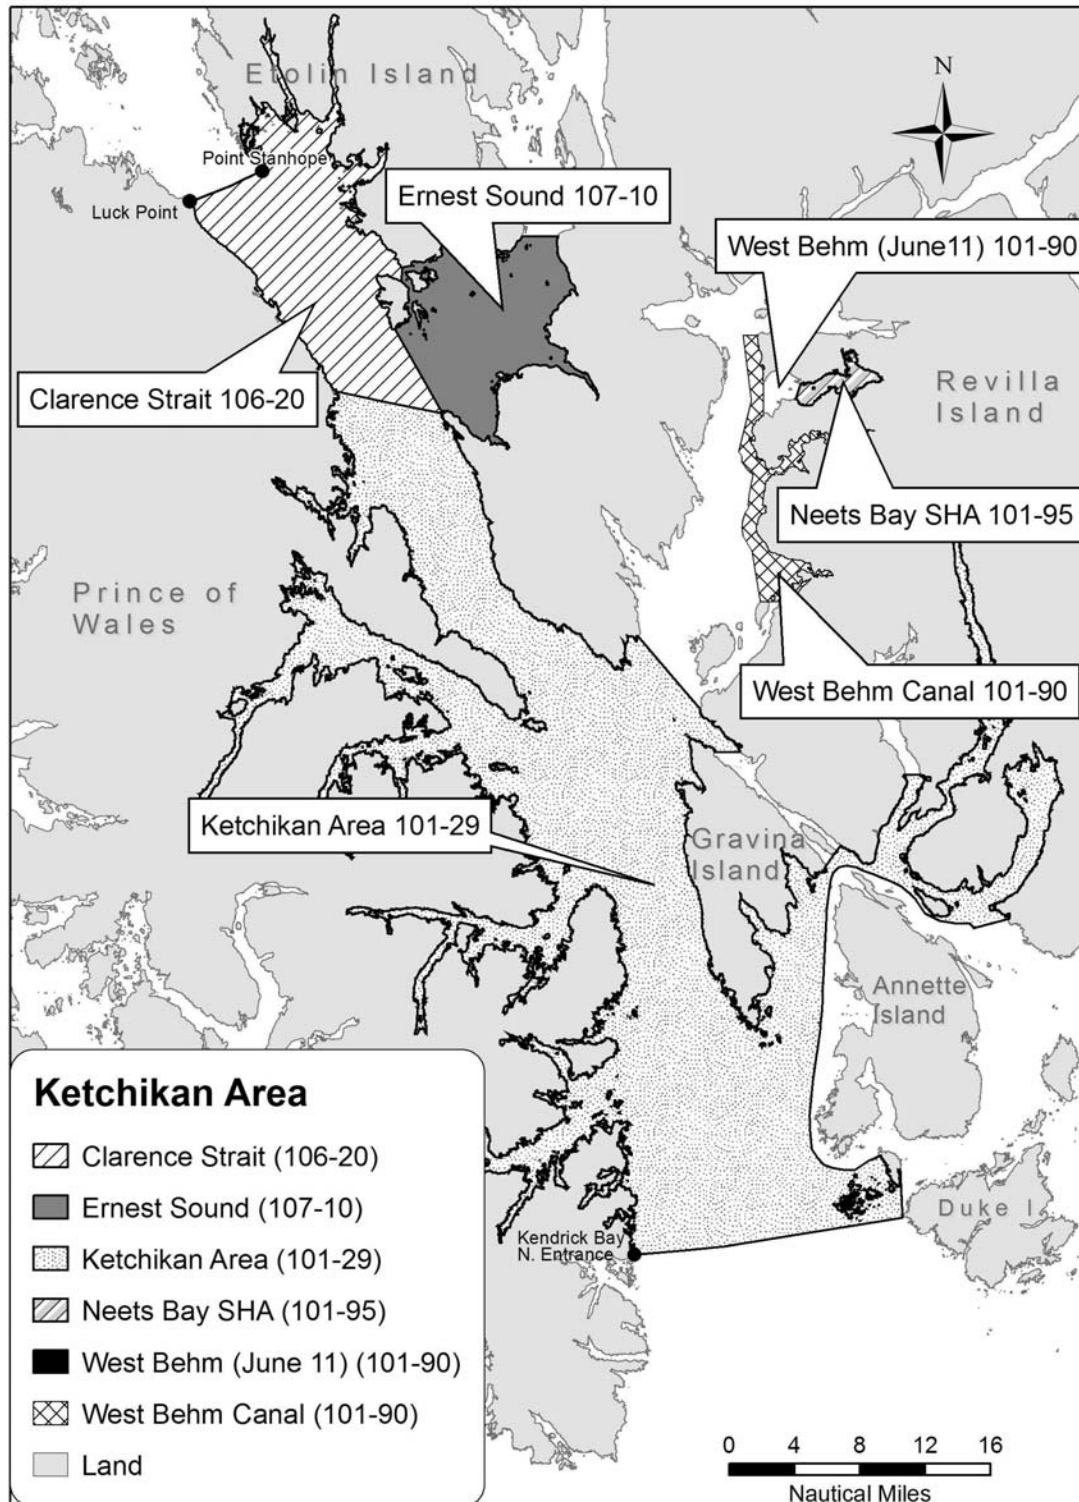 Etolin Island
N
Point Stanhope
Luck Point
Ernest Sound 107-10
West Behm (June11) 101-90
Clarence Strait 106-20
Revilla
Island
Neets Bay SHA 101-95
Prince of
Wales
West Behm Canal 101-90
Ketchikan Area 101-29
Gravina
Island
Annette
Island
Duke I.
Kendrick Bay
N. Entrance
Ketchikan Area
Clarence Strait (106-20)
Ernest Sound (107-10)
Ketchikan Area (101-29)
Neets Bay SHA (101-95)
West Behm (June 11) (101-90)
West Behm Canal (101-90)
Land
0 4 8 12 16
Nautical Miles